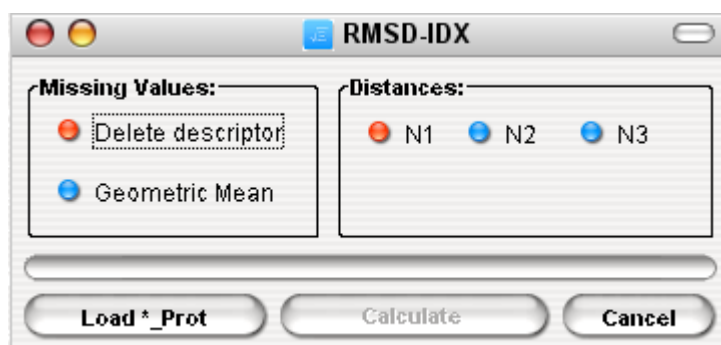 RMSD-IDX
Missing Values:
Delete descriptor
Geometric Mean
Distances:
N1 N2 N3
Load *_Prot Calculate Cancel